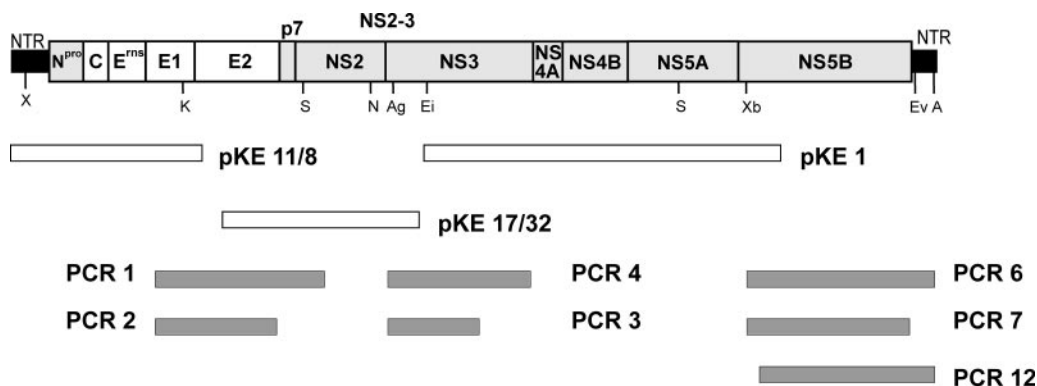 NS2-3
NTR p7 NTR
N^pro C E^rns E1 E2 NS2 NS3 NS 4A NS4B NS5A NS5B
X K S N Ag Ei S Xb Ev A
pKE 11/8 pKE 1
pKE 17/32
PCR 1 PCR 4 PCR 6
PCR 2 PCR 3 PCR 7
PCR 12